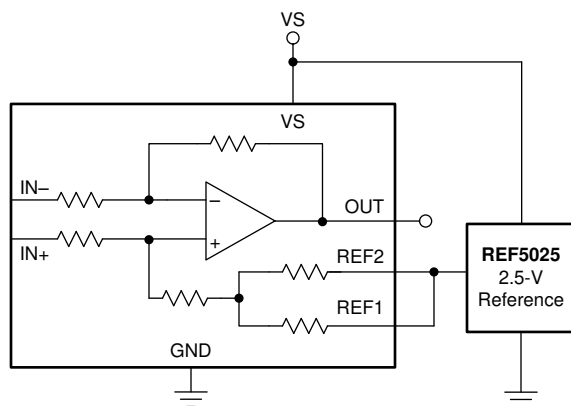 VS
VS
IN–
–
OUT
IN+
+
REF2
REF5025
2.5-V
Reference
REF1
GND